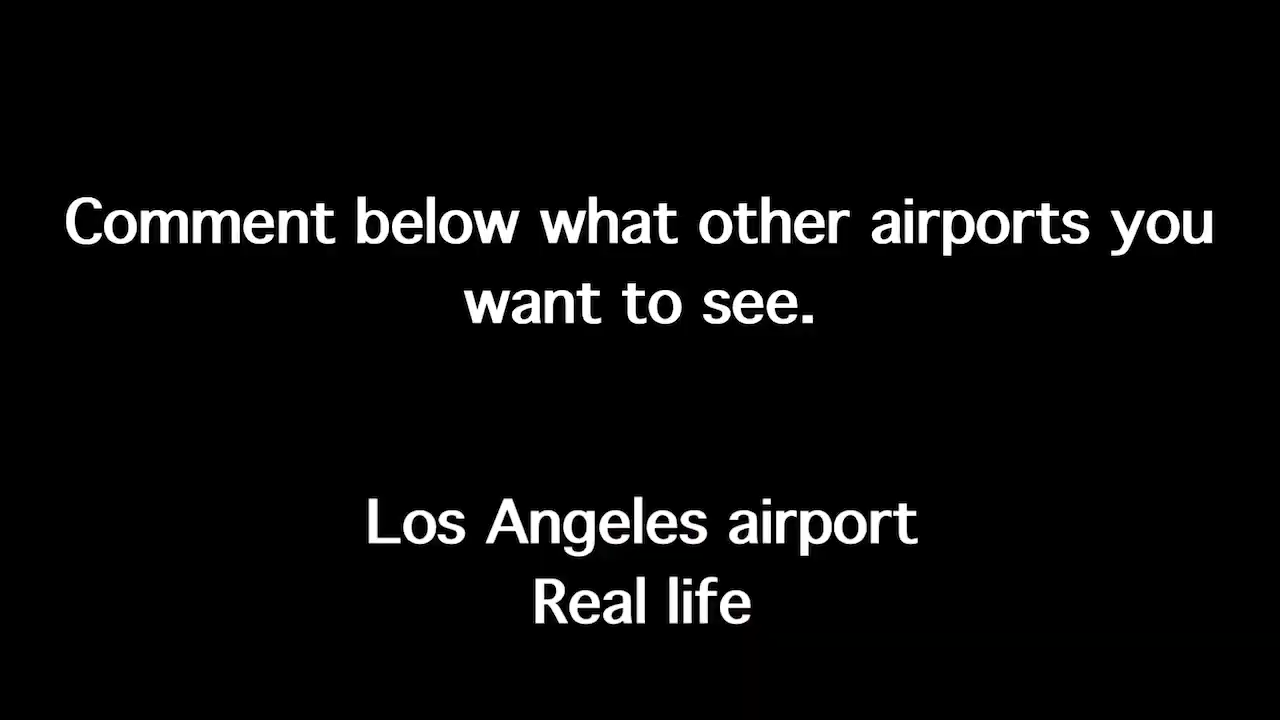 Comment below what other airports you
want to see.
Los Angeles airport
Real life